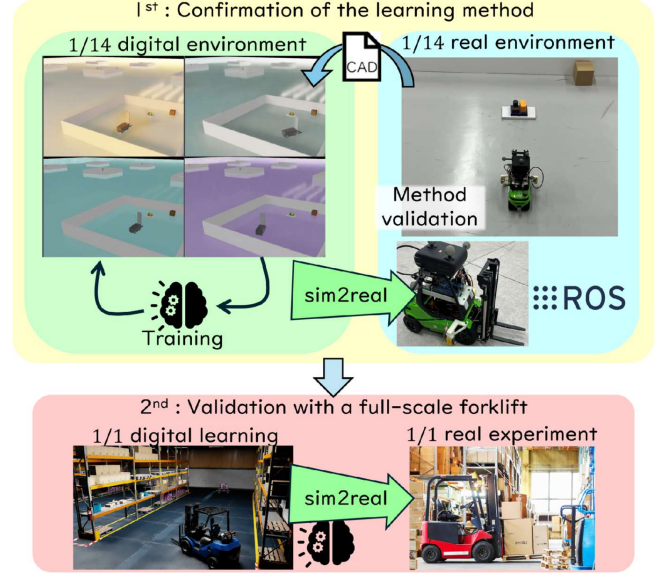 1st : Confirmation of the learning method
1/14 digital environment
CAD
1/14 real environment
Method
validation
Training
sim2real
ROS
2nd : Validation with a full-scale forklift
1/1 digital learning
1/1 real experiment
sim2real